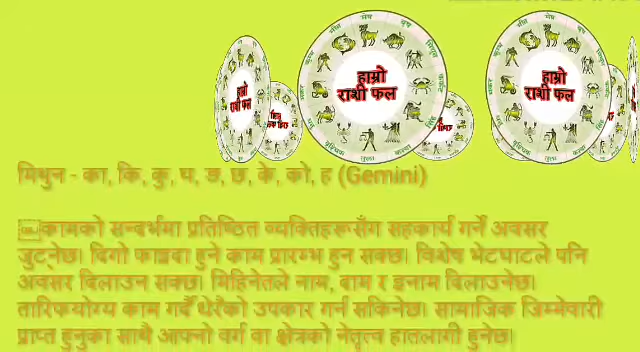 हाम्रो
राशी फल
हाम्रो
राशी फल
मिथुन - का, कि, कु, घ, ङ, छ, के, को, ह (Gemini)
कामको सन्दर्भमा प्रतिष्ठित व्यक्तिहरूसँग सहकार्य गर्ने अवसर
जुट्नेछ। दिगो फाइदा हुने काम प्रारम्भ हुन सक्छ। विशेष भेटघाटले पनि
अवसर दिलाउन सक्छ। मिहिनेतले नाम, दाम र इनाम दिलाउनेछ।
तारिफयोग्य काम गर्दै धेरैको उपकार गर्न सकिनेछ। सामाजिक जिम्मेवारी
प्राप्त हुनुका साथै आफ्नो वर्ग वा क्षेत्रको नेतृत्व हातलागी हुनेछ।